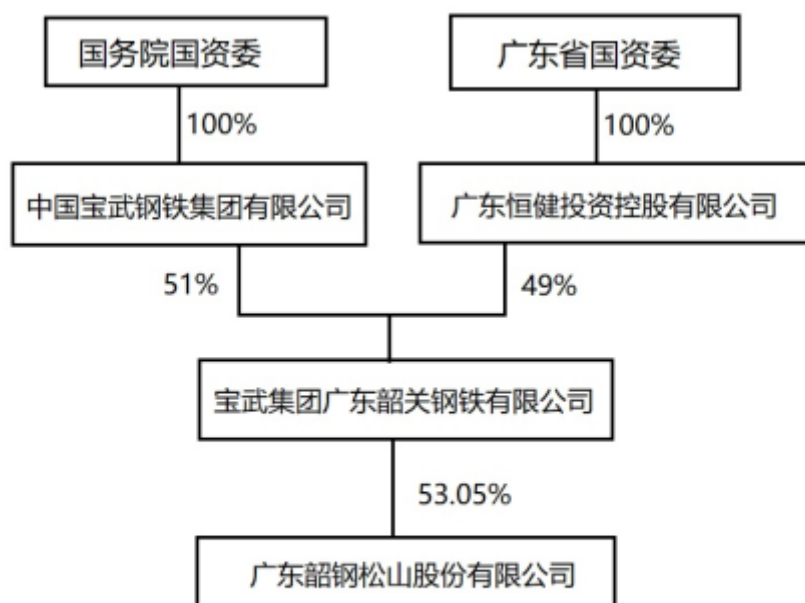 国务院国资委
广东省国资委
100%
100%
中国宝武钢铁集团有限公司
广东恒健投资控股有限公司
51%
49%
宝武集团广东韶关钢铁有限公司
53.05%
广东韶钢松山股份有限公司